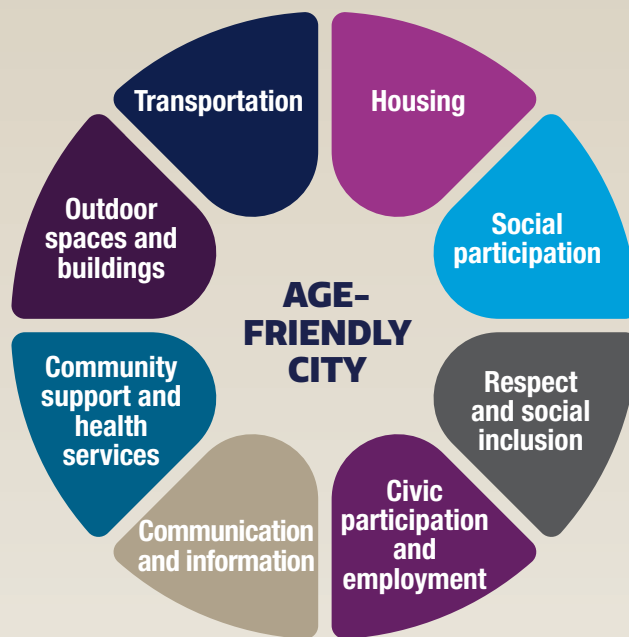 Transportation
Housing
Social
participation
Respect
and social
inclusion
Civic
participation
and
employment
Communication
and information
Community
support and
health
services
Outdoor
spaces and
buildings
AGE-
FRIENDLY
CITY